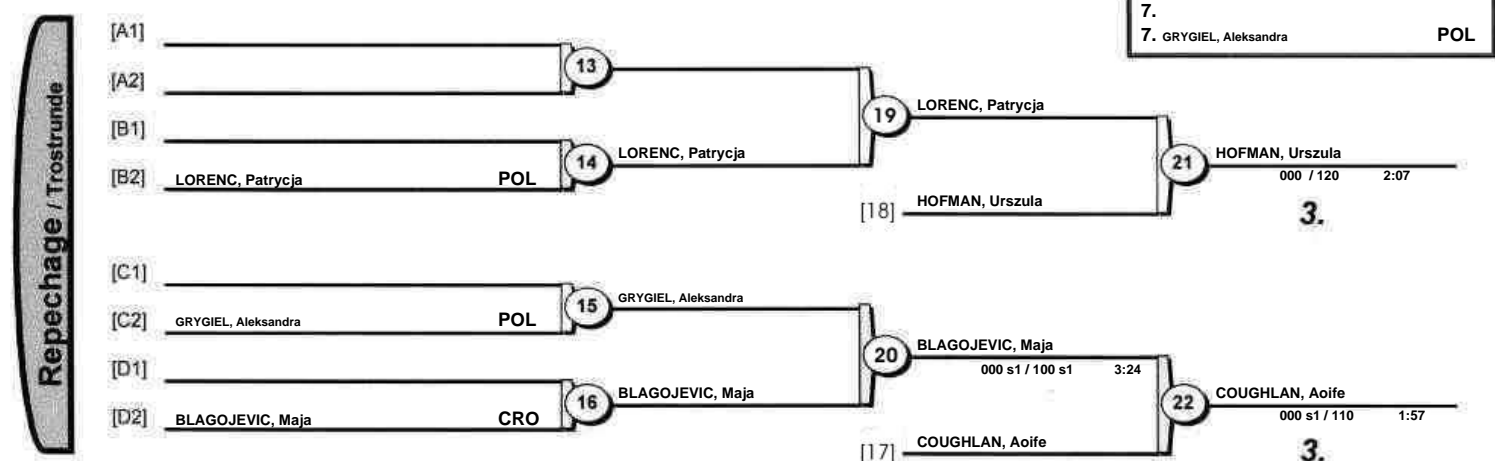 7.
7. GRYGIEL, Aleksandra POL
Repechage / Trostrunde
[A1]
[A2]
13
[B1]
[B2] LORENC, Patrycja POL
14
LORENC, Patrycja
19
LORENC, Patrycja
[18] HOFMAN, Urszula
21
HOFMAN, Urszula
000 / 120 2:07
3.
[C1]
[C2] GRYGIEL, Aleksandra POL
15
GRYGIEL, Aleksandra
[D1]
[D2] BLAGOJEVIC, Maja CRO
16
BLAGOJEVIC, Maja
20
BLAGOJEVIC, Maja
000 s1 / 100 s1 3:24
[17] COUGHLAN, Aoife
22
COUGHLAN, Aoife
000 s1 / 110 1:57
3.